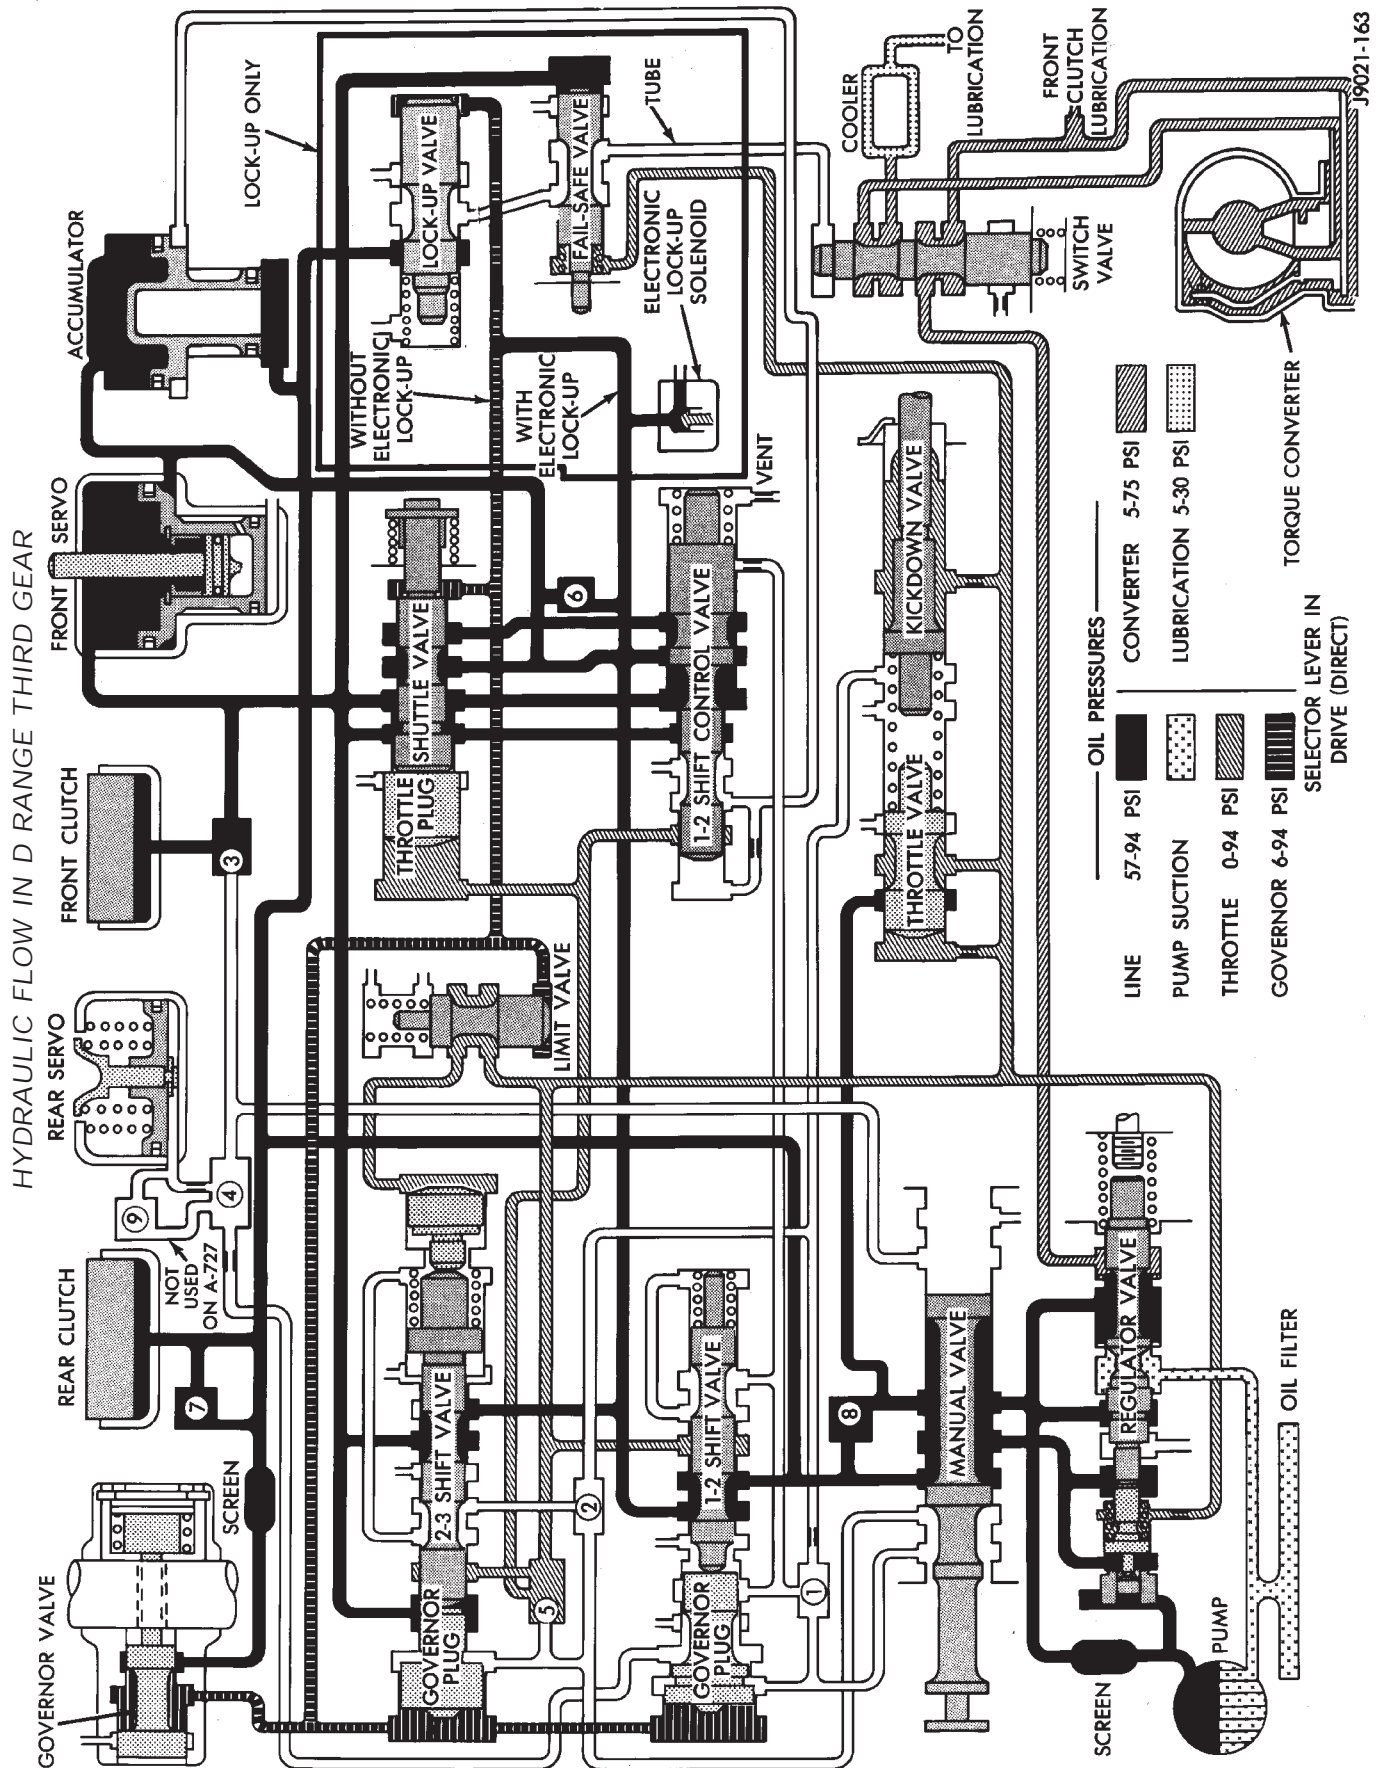 HYDRAULIC FLOW IN D RANGE THIRD GEAR
GOVERNOR VALVE
SCREEN
REAR CLUTCH
7
NOT
USED
ON A-727
9
4
REAR SERVO
FRONT CLUTCH
3
FRONT SERVO
ACCUMULATOR
LOCK-UP ONLY
GOVERNOR
PLUG
2-3 SHIFT VALVE
5
2
LIMIT VALVE
THROTTLE
PLUG
SHUTTLE VALVE
6
WITHOUT
ELECTRONIC
LOCK-UP
WITH
ELECTRONIC
LOCK-UP
LOCK-UP VALVE
FAIL-SAFE VALVE
ELECTRONIC
LOCK-UP
SOLENOID
TUBE
GOVERNOR
PLUG
1-2 SHIFT VALVE
1
8
1-2 SHIFT CONTROL VALVE
VENT
MANUAL VALVE
THROTTLE VALVE
KICKDOWN VALVE
SWITCH
VALVE
COOLER
TO
LUBRICATION
FRONT
CLUTCH
LUBRICATION
SCREEN
PUMP
REGULATOR VALVE
OIL FILTER
OIL PRESSURES
LINE 57-94 PSI
PUMP SUCTION
THROTTLE 0-94 PSI
GOVERNOR 6-94 PSI
CONVERTER 5-75 PSI
LUBRICATION 5-30 PSI
SELECTOR LEVER IN
DRIVE (DIRECT)
TORQUE CONVERTER
J9021-163